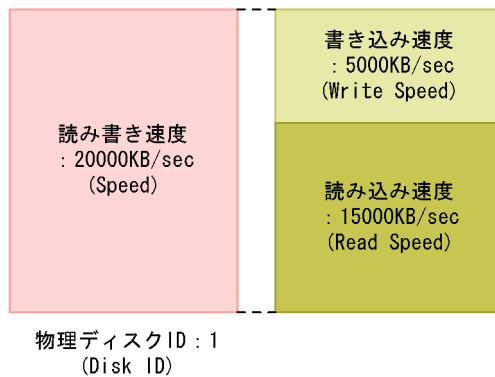 読み書き速度
：20000KB/sec
(Speed)
書き込み速度
：5000KB/sec
(Write Speed)
読み込み速度
：15000KB/sec
(Read Speed)
物理ディスクID：1
(Disk ID)